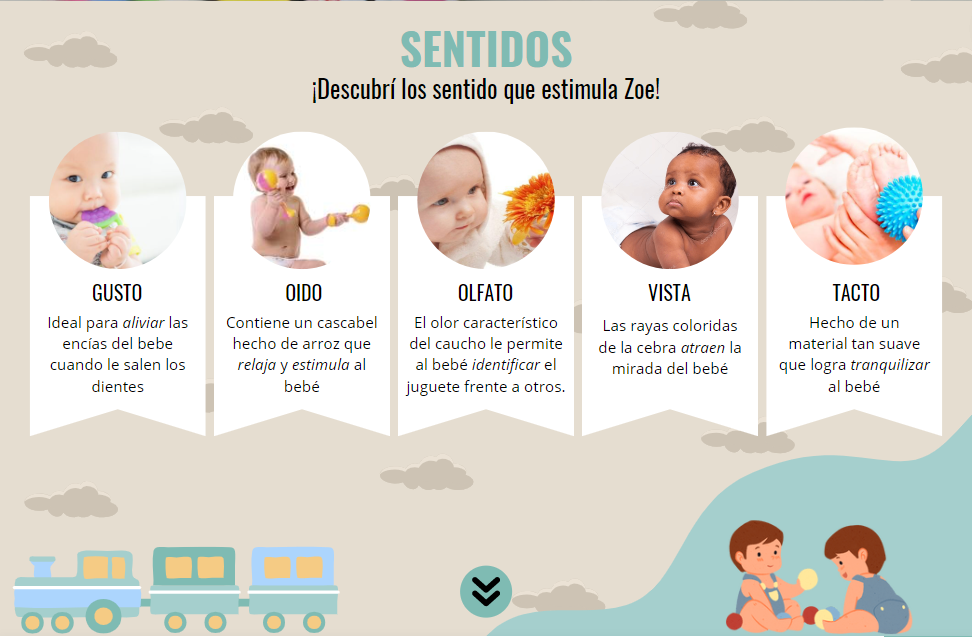 SENTIDOS
¡Descubrí los sentido que estimula Zoe!
GUSTO
Ideal para aliviar las
encías del bebe
cuando le salen los
dientes
OIDO
Contiene un cascabel
hecho de arroz que
relaja y estimula al
bebé
OLFATO
El olor característico
del caucho le permite
al bebé identificar el
juguete frente a otros.
VISTA
Las rayas coloridas
de la cebra atraen la
mirada del bebé
TACTO
Hecho de un
material tan suave
que logra tranquilizar
al bebé